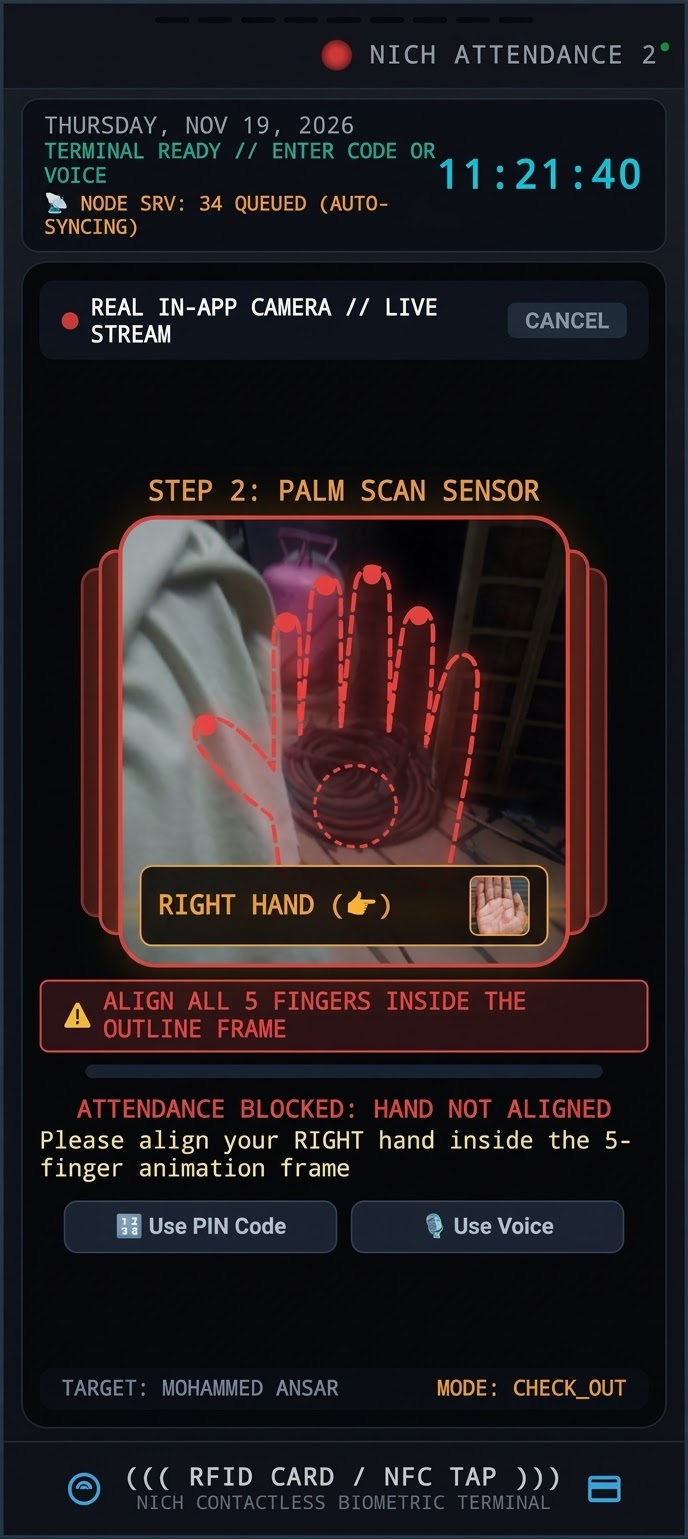 NICH ATTENDANCE 2
THURSDAY, NOV 19, 2026
TERMINAL READY // ENTER CODE OR
VOICE
11:21:40
📡 NODE SRV: 34 QUEUED (AUTO-
SYNCING)
REAL IN-APP CAMERA // LIVE
STREAM
CANCEL
STEP 2: PALM SCAN SENSOR
RIGHT HAND (👉)
⚠️ ALIGN ALL 5 FINGERS INSIDE THE
OUTLINE FRAME
ATTENDANCE BLOCKED: HAND NOT ALIGNED
Please align your RIGHT hand inside the 5-
finger animation frame
🔢 Use PIN Code
🎙️ Use Voice
TARGET: MOHAMMED ANSAR
MODE: CHECK_OUT
((( RFID CARD / NFC TAP )))
NICH CONTACTLESS BIOMETRIC TERMINAL